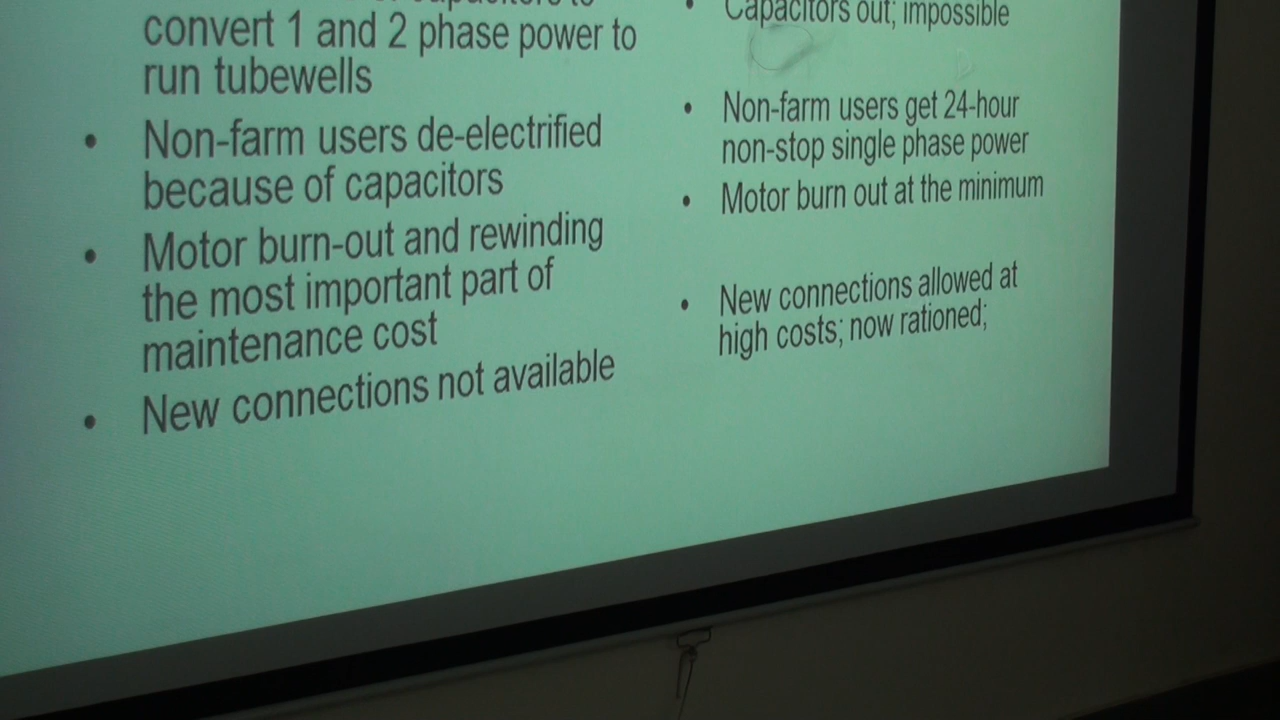 capacitors to
convert 1 and 2 phase power to
run tubewells
• Non-farm users de-electrified
because of capacitors
• Motor burn-out and rewinding
the most important part of
maintenance cost
• New connections not available
• Capacitors out; impossible
• Non-farm users get 24-hour
non-stop single phase power
• Motor burn out at the minimum
• New connections allowed at
high costs; now rationed;